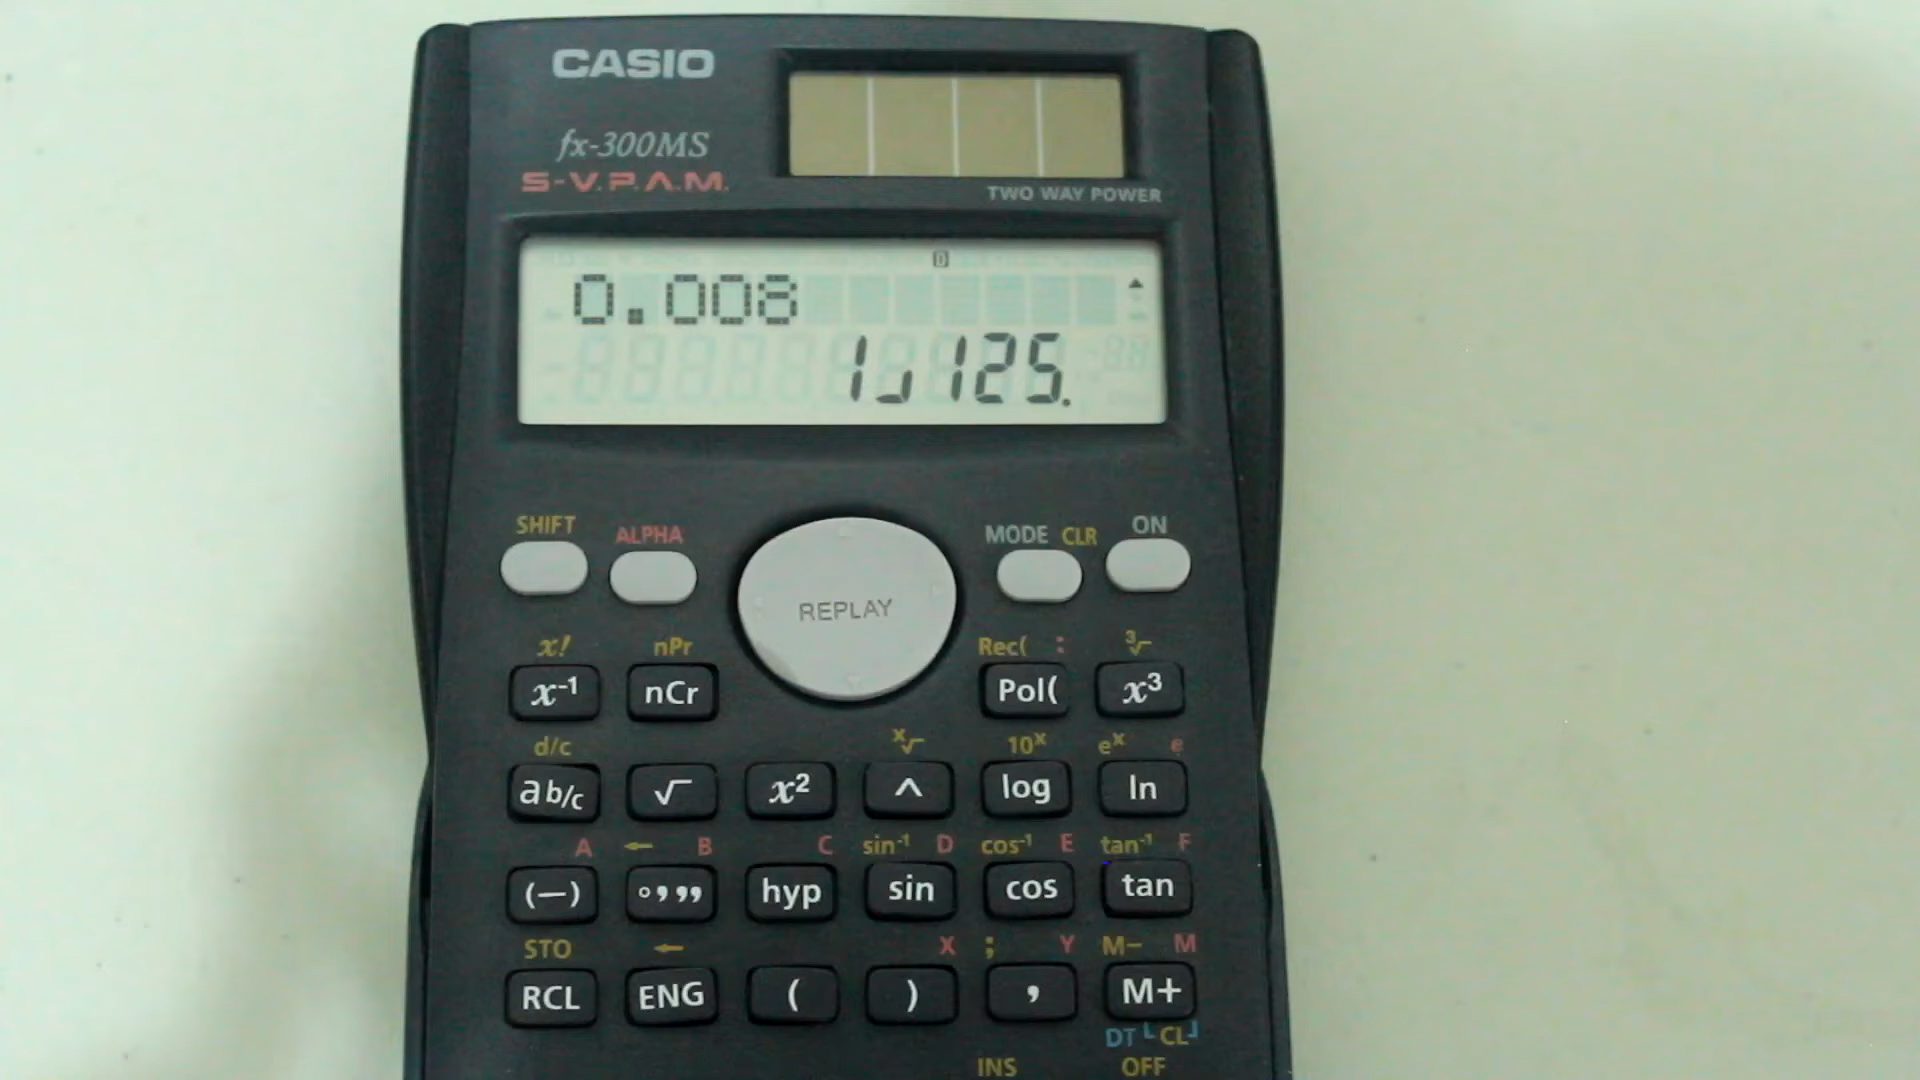 CASIO
fx-300MS
S-V.P.A.M.
TWO WAY POWER
D
0.008
1⌟125.
SHIFT ALPHA MODE CLR ON
REPLAY
x! nPr Rec( : ³√
x⁻¹ nCr Pol( x³
d/c ˣ√ 10ˣ eˣ e
ab/c √ x² ^ log ln
A ← B C sin⁻¹ D cos⁻¹ E tan⁻¹ F
(−) °,,, hyp sin cos tan
STO ← X ; Y M− M
RCL ENG ( ) , M+
DT CL
INS OFF